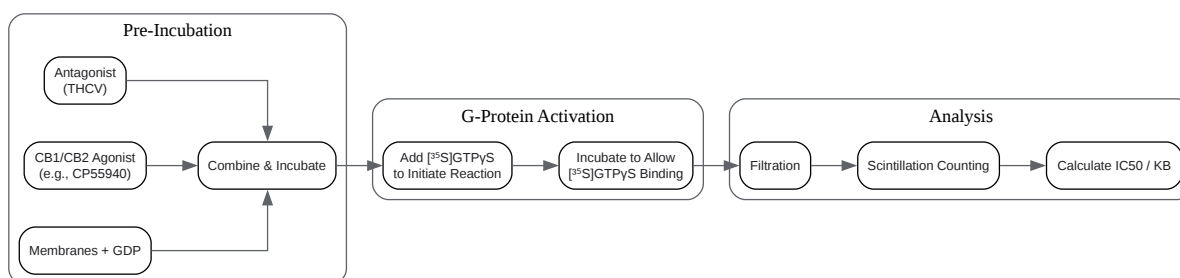 Pre-Incubation
Antagonist
(THCV)
CB1/CB2 Agonist
(e.g., CP55940)
Membranes + GDP
Combine & Incubate
G-Protein Activation
Add [³⁵S]GTPγS
to Initiate Reaction
Incubate to Allow
[³⁵S]GTPγS Binding
Analysis
Filtration
Scintillation Counting
Calculate IC50 / KB